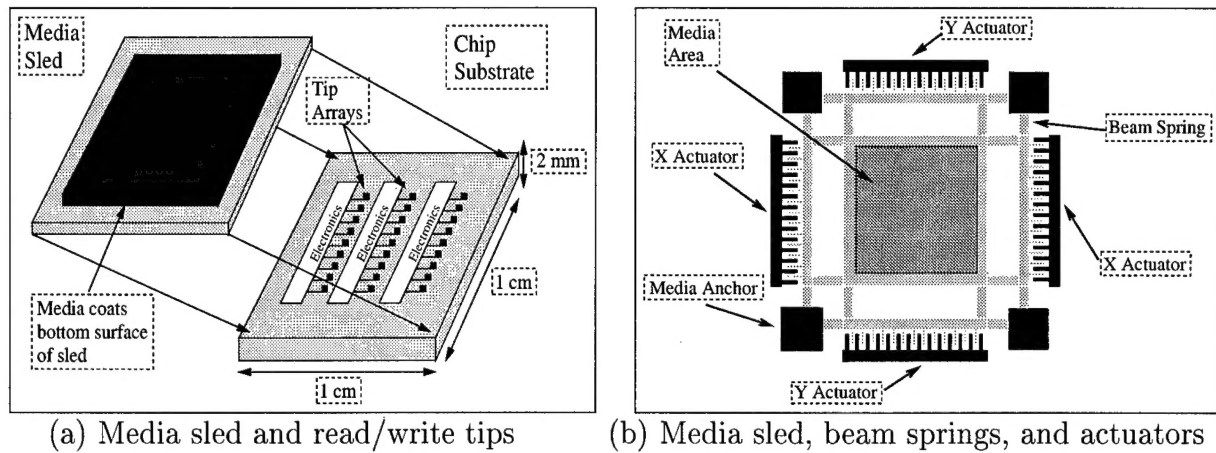 Media
Sled
Chip
Substrate
Tip
Arrays
2 mm
Electronics
Electronics
Electronics
1 cm
Media coats
bottom surface
of sled
1 cm
(a) Media sled and read/write tips
Y Actuator
Media
Area
Beam Spring
X Actuator
X Actuator
Media Anchor
Y Actuator
(b) Media sled, beam springs, and actuators